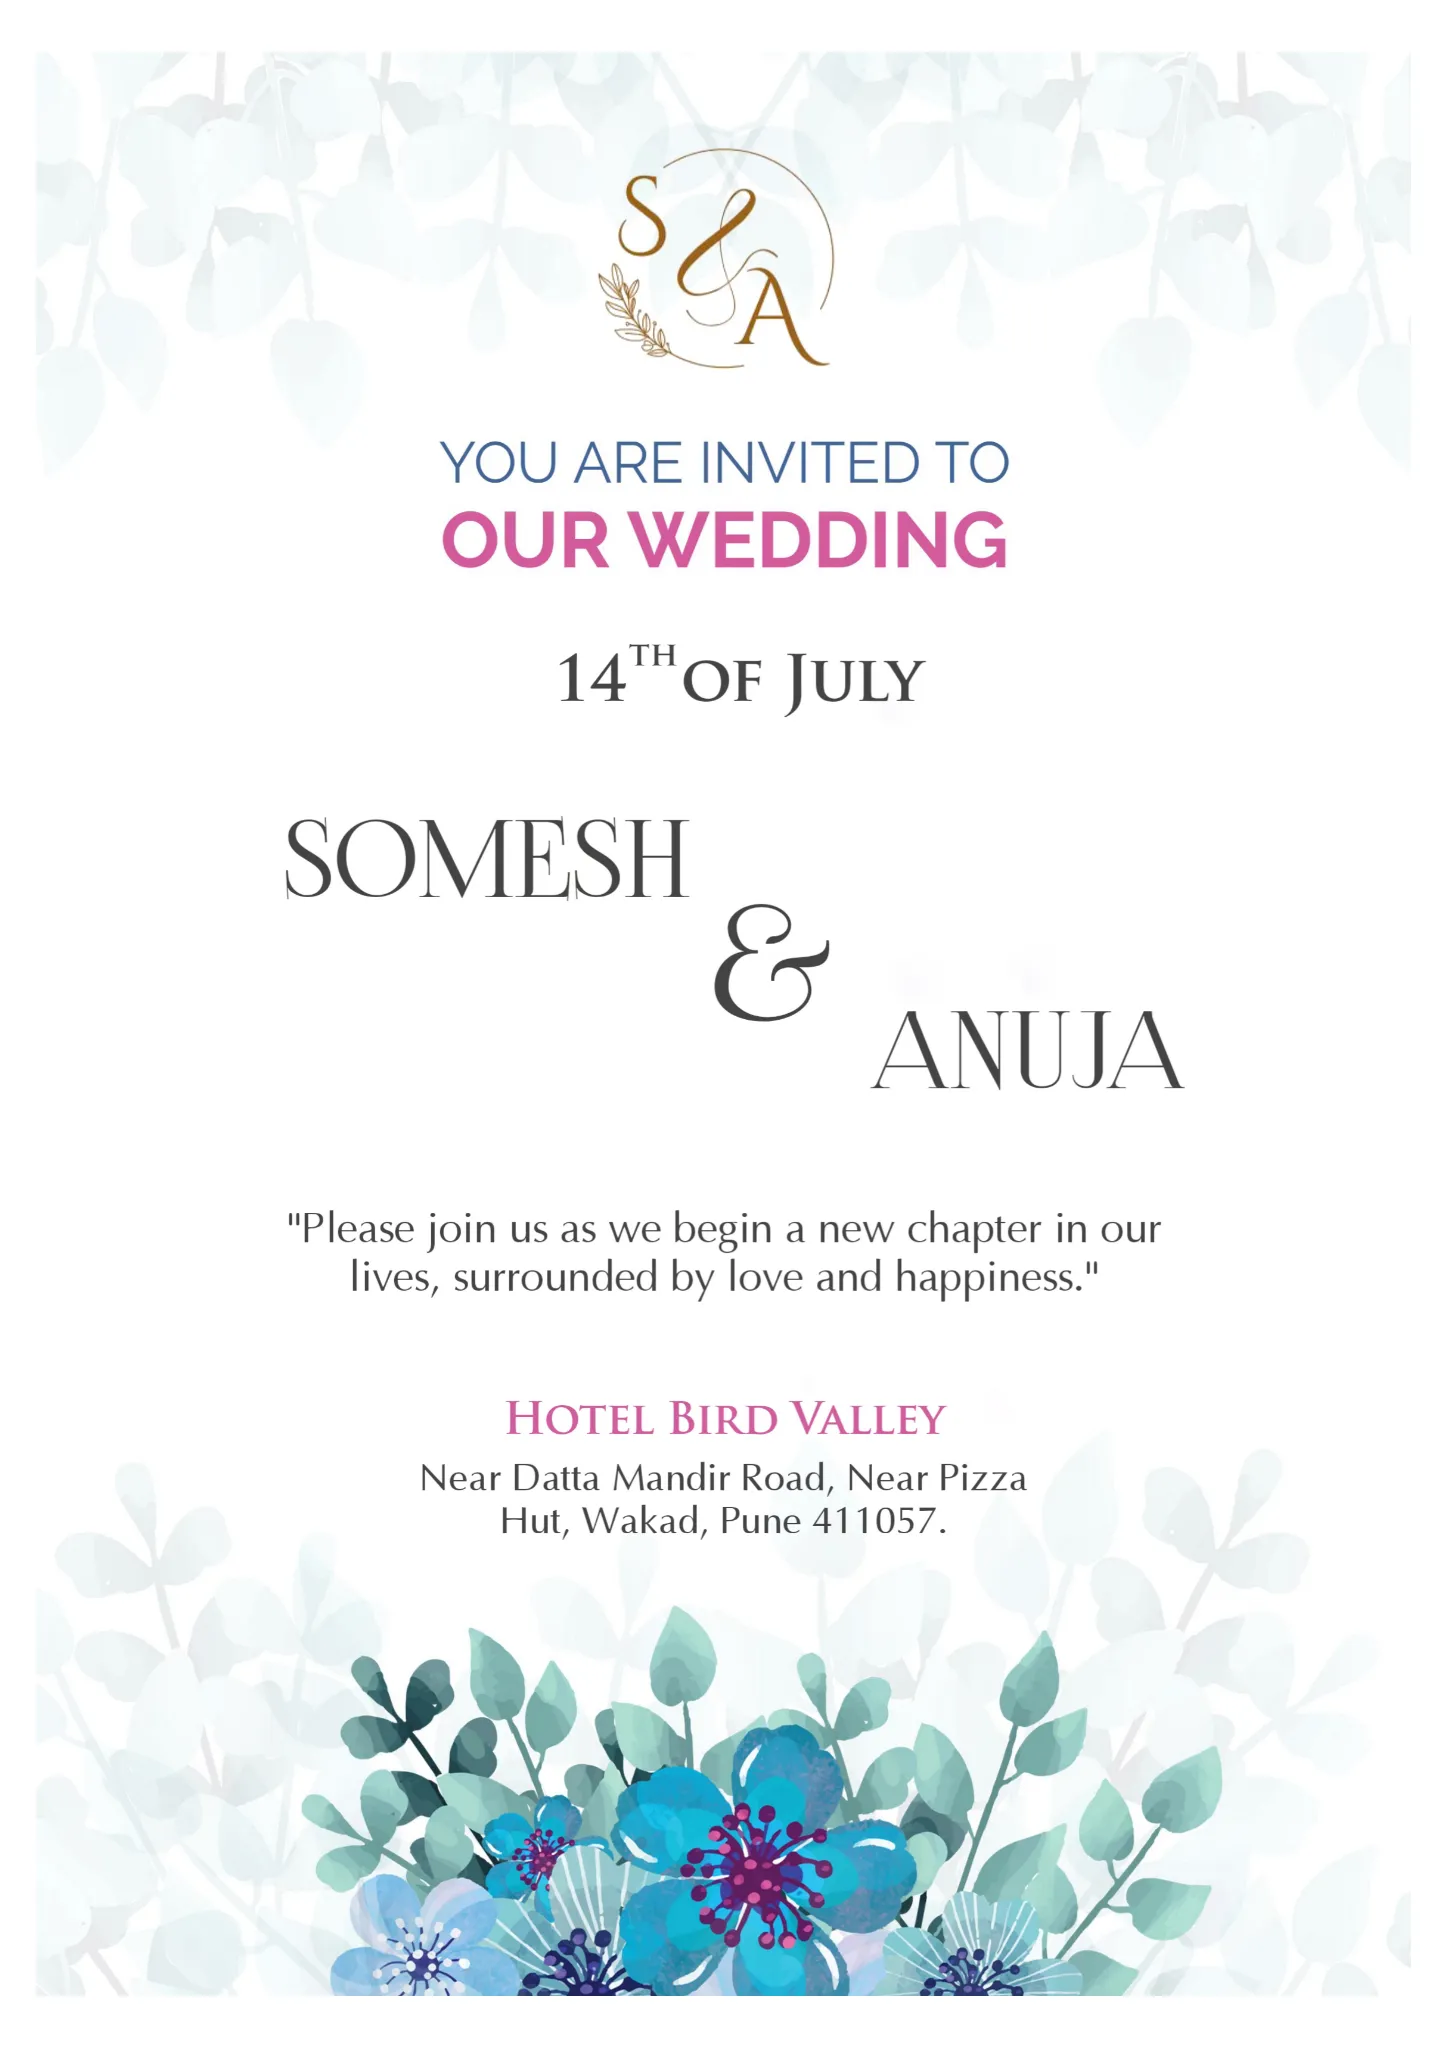 S & A
YOU ARE INVITED TO
OUR WEDDING
14TH OF JULY
SOMESH
&
ANUJA
"Please join us as we begin a new chapter in our
lives, surrounded by love and happiness."
HOTEL BIRD VALLEY
Near Datta Mandir Road, Near Pizza
Hut, Wakad, Pune 411057.